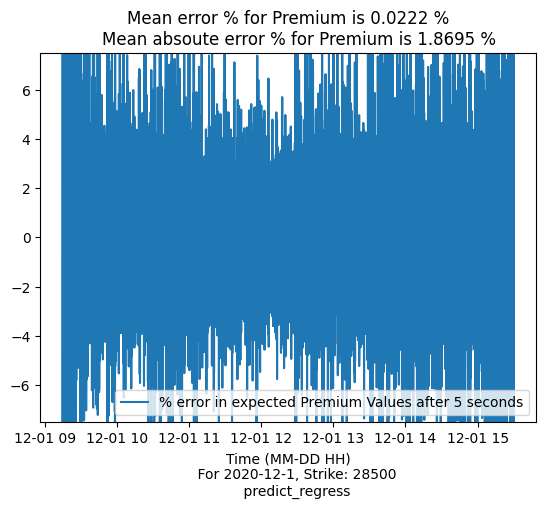 Mean error % for Premium is 0.0222 %
Mean absoute error % for Premium is 1.8695 %
6
4
2
0
−2
−4
−6
% error in expected Premium Values after 5 seconds
12-01 09 12-01 10 12-01 11 12-01 12 12-01 13 12-01 14 12-01 15
Time (MM-DD HH)
For 2020-12-1, Strike: 28500
predict_regress